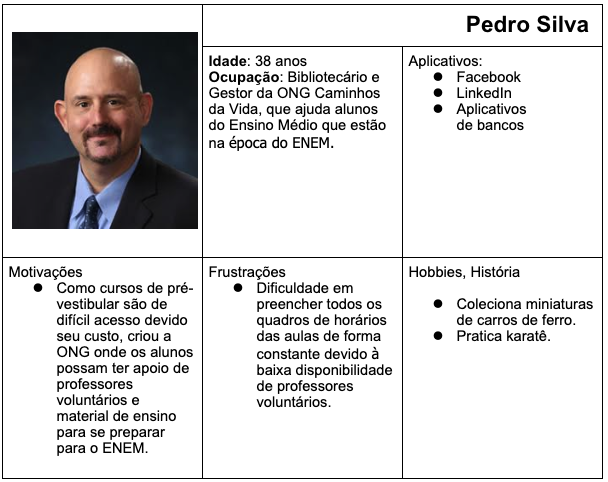 Pedro Silva
Idade: 38 anos
Ocupação: Bibliotecário e
Gestor da ONG Caminhos
da Vida, que ajuda alunos
do Ensino Médio que estão
na época do ENEM.
Aplicativos:
● Facebook
● LinkedIn
● Aplicativos
de bancos
Motivações
● Como cursos de pré-
vestibular são de
difícil acesso devido
seu custo, criou a
ONG onde os alunos
possam ter apoio de
professores
voluntários e
material de ensino
para se preparar
para o ENEM.
Frustrações
● Dificuldade em
preencher todos os
quadros de horários
das aulas de forma
constante devido à
baixa disponibilidade
de professores
voluntários.
Hobbies, História
● Coleciona miniaturas
de carros de ferro.
● Pratica karatê.